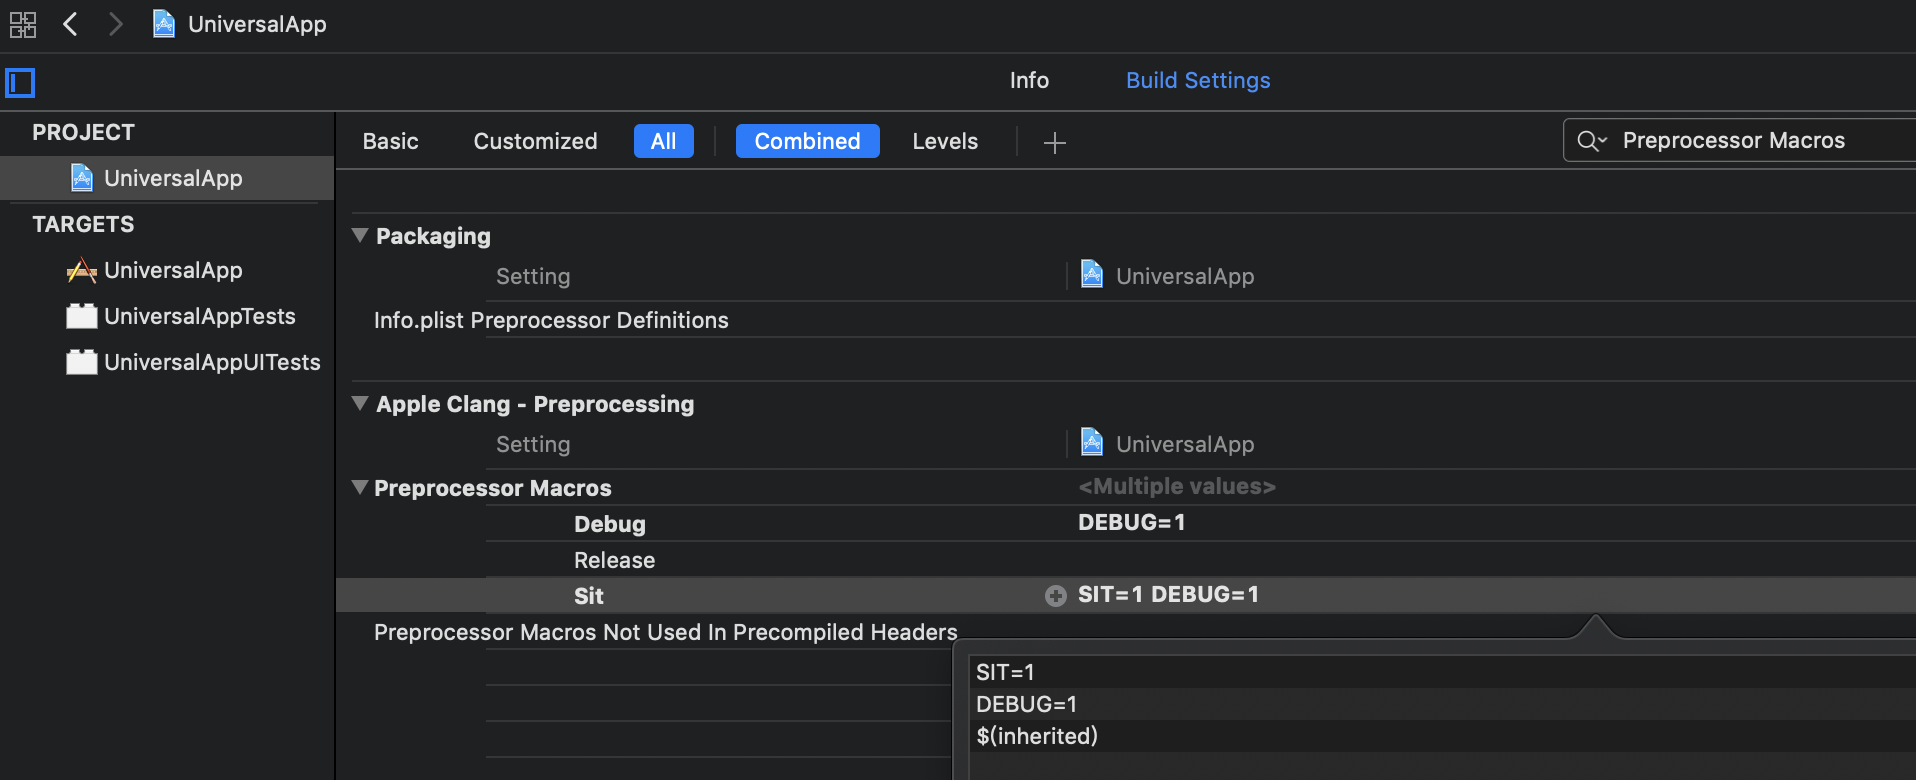 UniversalApp
Info Build Settings
PROJECT
UniversalApp
TARGETS
UniversalApp
UniversalAppTests
UniversalAppUITests
Basic Customized All Combined Levels Preprocessor Macros
Packaging
Setting UniversalApp
Info.plist Preprocessor Definitions
Apple Clang - Preprocessing
Setting UniversalApp
Preprocessor Macros <Multiple values>
Debug DEBUG=1
Release
Sit SIT=1 DEBUG=1
Preprocessor Macros Not Used In Precompiled Headers
SIT=1
DEBUG=1
$(inherited)